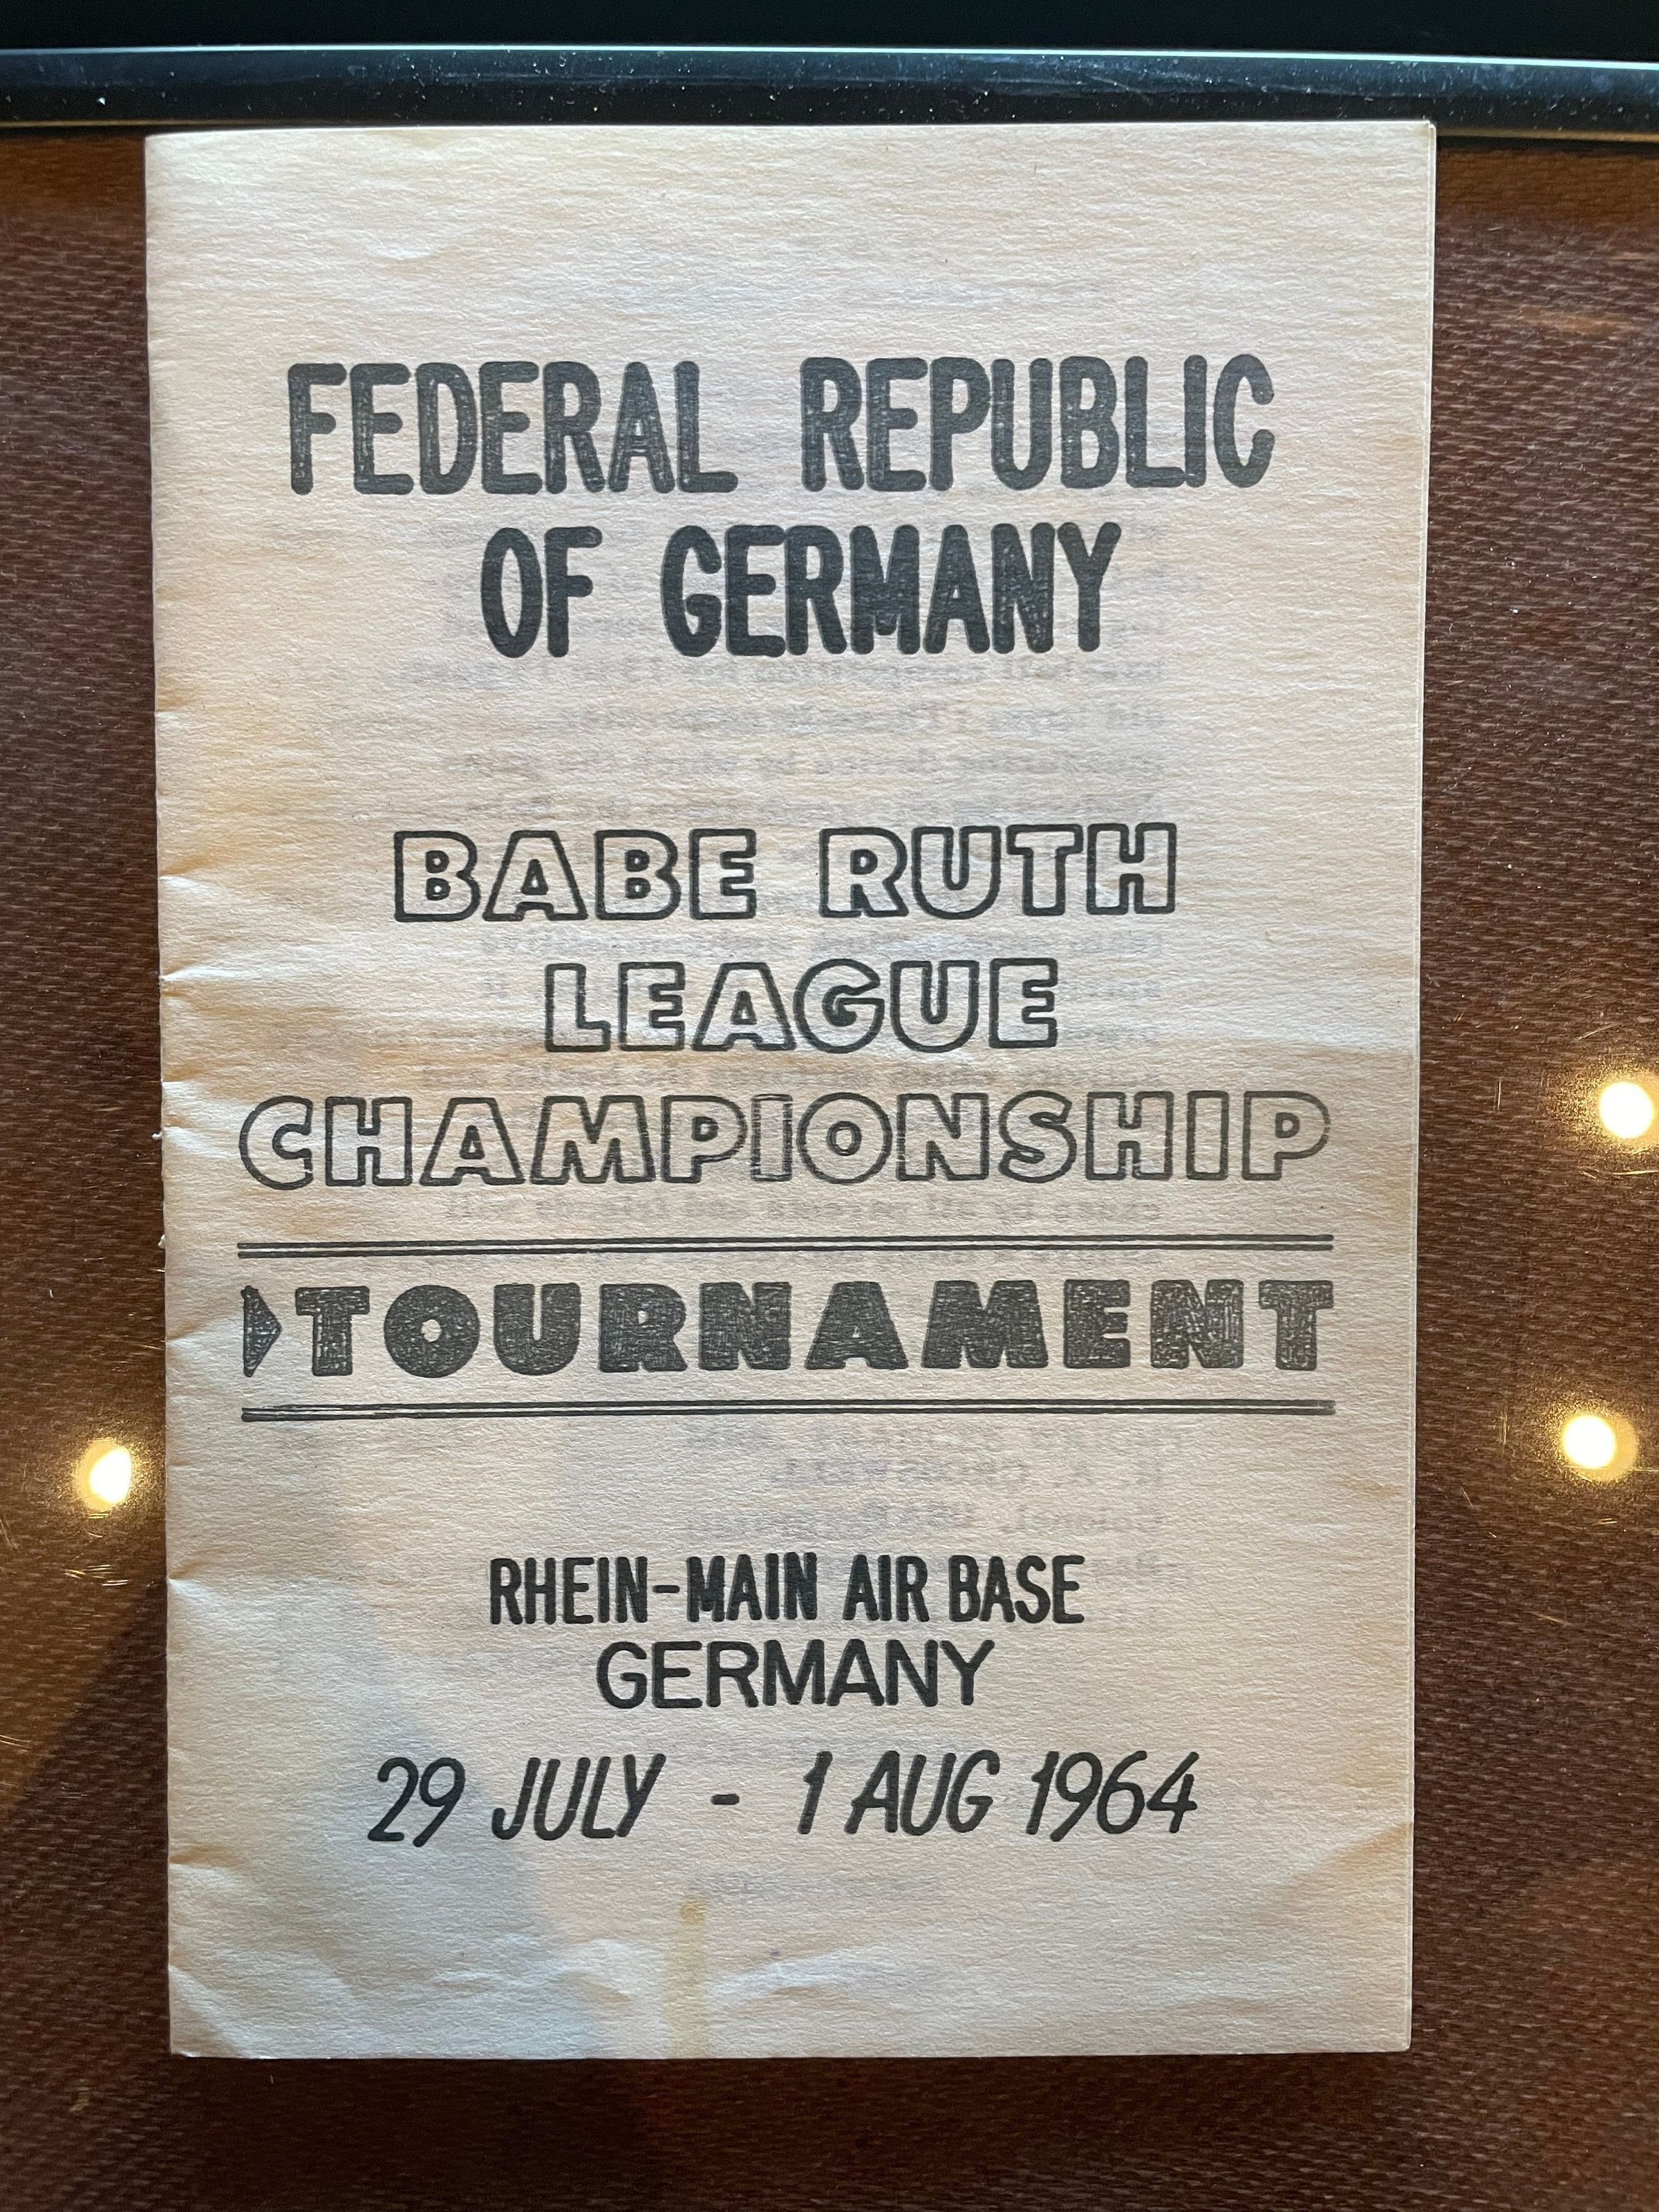 FEDERAL REPUBLIC
OF GERMANY
BABE RUTH
LEAGUE
CHAMPIONSHIP
TOURNAMENT
RHEIN-MAIN AIR BASE
GERMANY
29 JULY - 1 AUG 1964